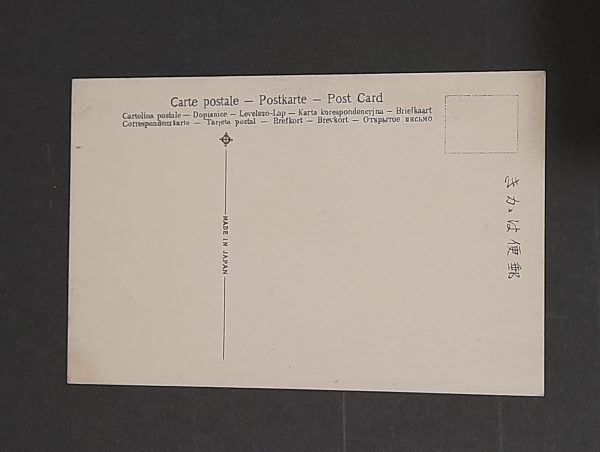 Carte postale — Postkarte — Post Card
Cartolina postale — Dopisnice — Levelezo-Lap — Karta korespondencyjna — Briefkaart
Correspondenzkarte — Tarjeta postal — Brefkort — Brevkort — Открытое письмо
MADE IN JAPAN
郵便はかき